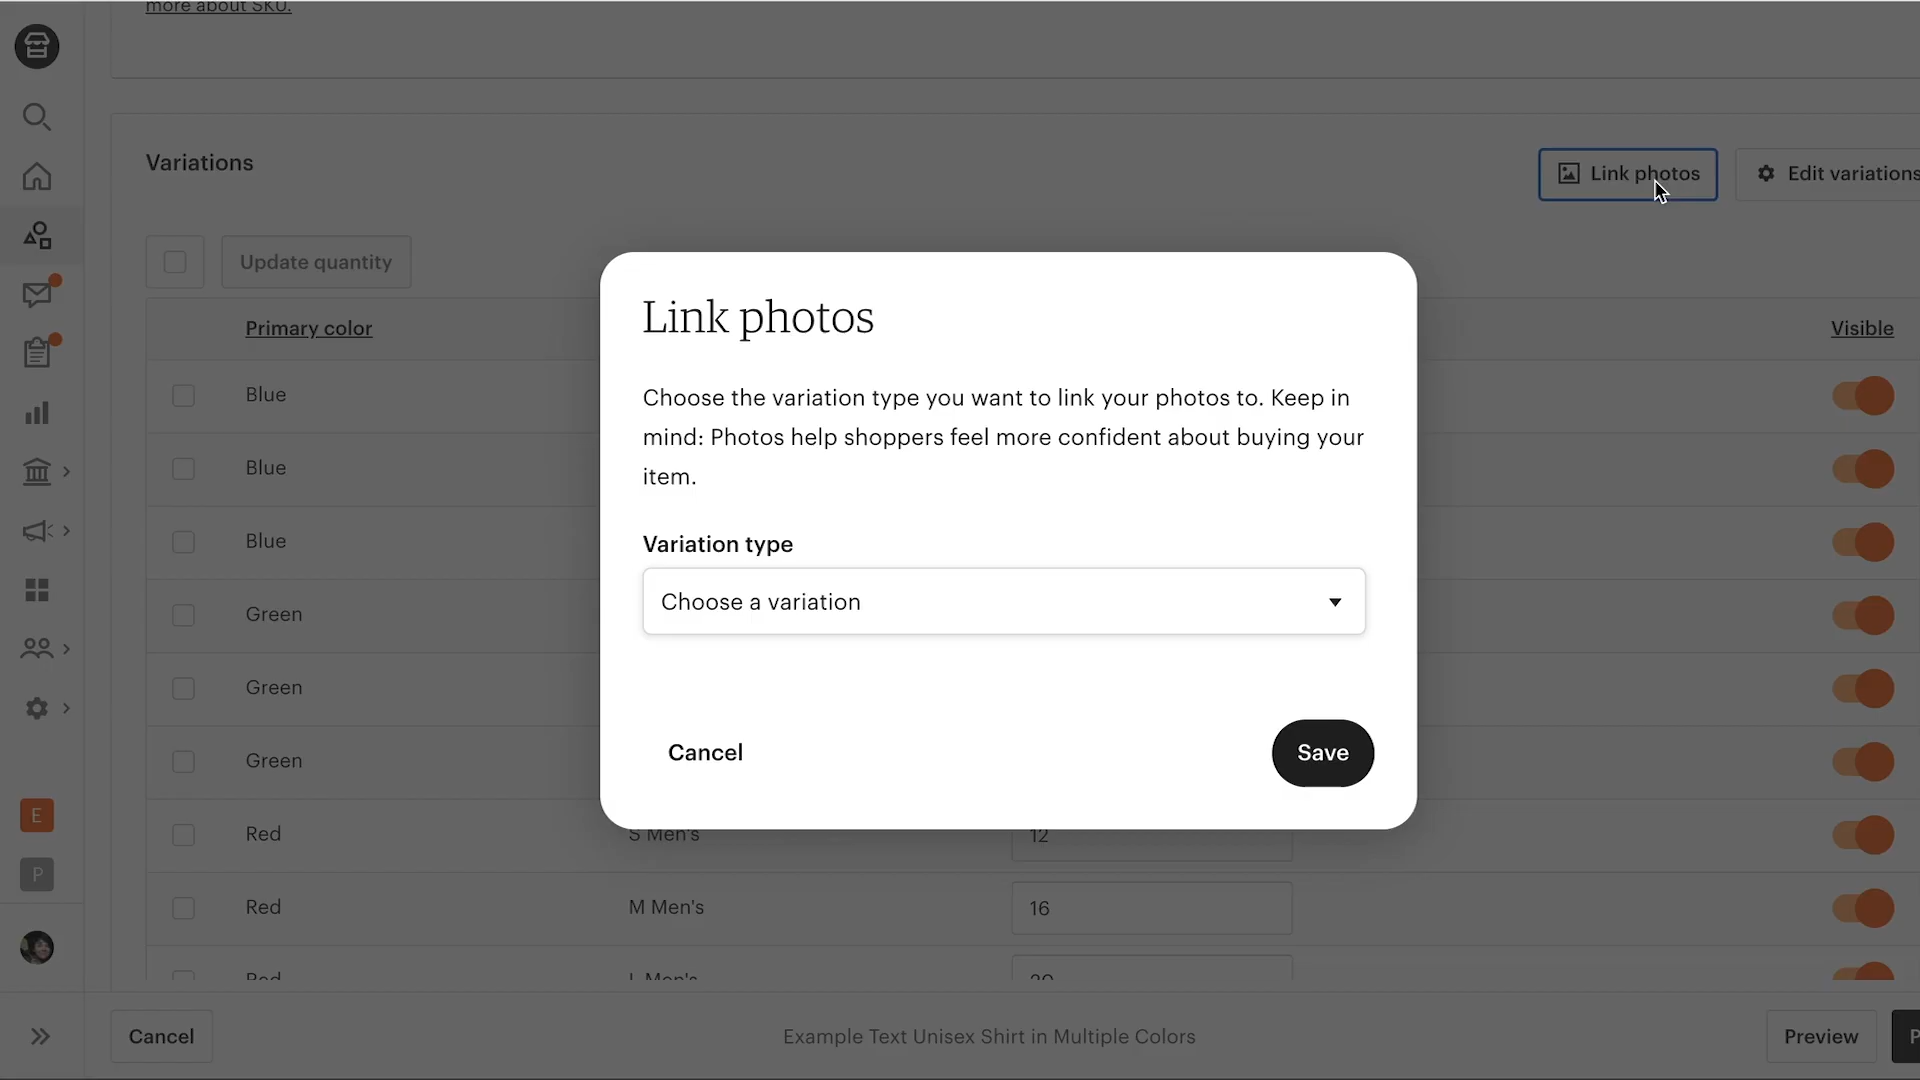 more about SKU.
Variations
Link photos
Edit variations
Update quantity
Primary color
Visible
Blue
Blue
Blue
Green
Green
Green
Red
S Men's
12
Red
M Men's
16
Red
L Men's
20
Link photos
Choose the variation type you want to link your photos to. Keep in
mind: Photos help shoppers feel more confident about buying your
item.
Variation type
Choose a variation
Cancel
Save
E
P
Cancel
Example Text Unisex Shirt in Multiple Colors
Preview
P